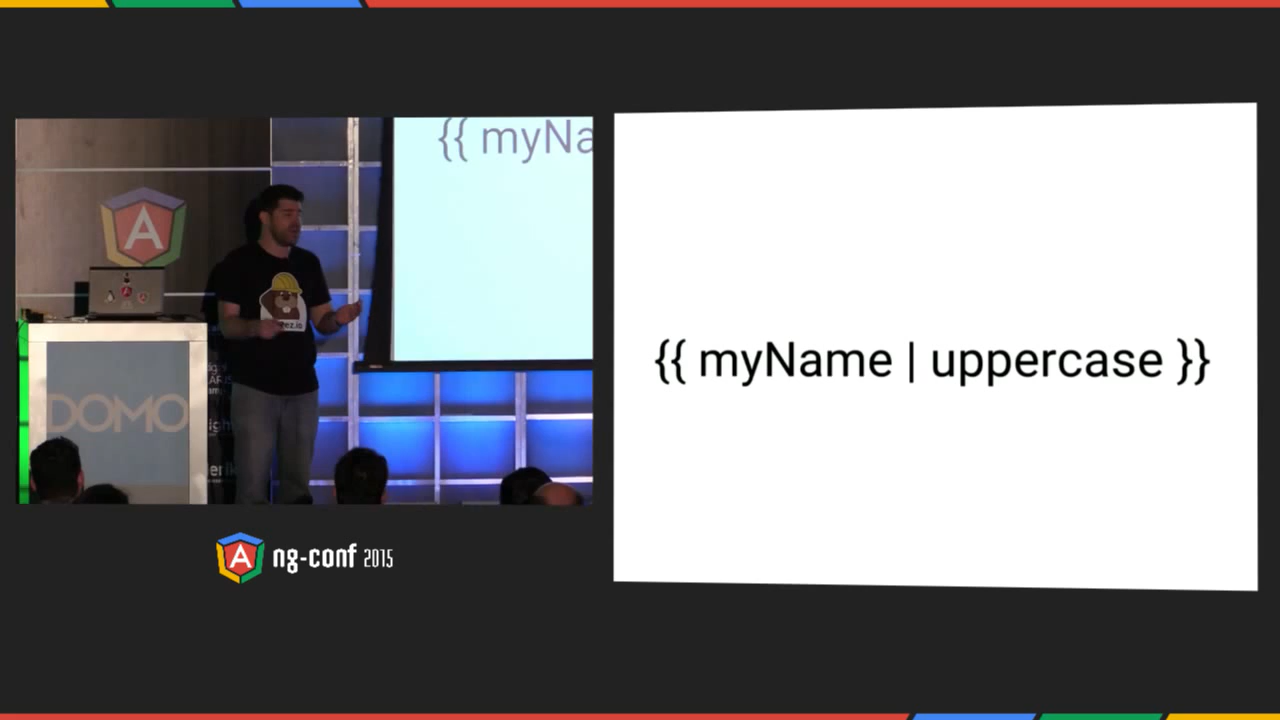 {{ myNa
A
DOMO
A
ng-conf 2015
{{ myName | uppercase }}